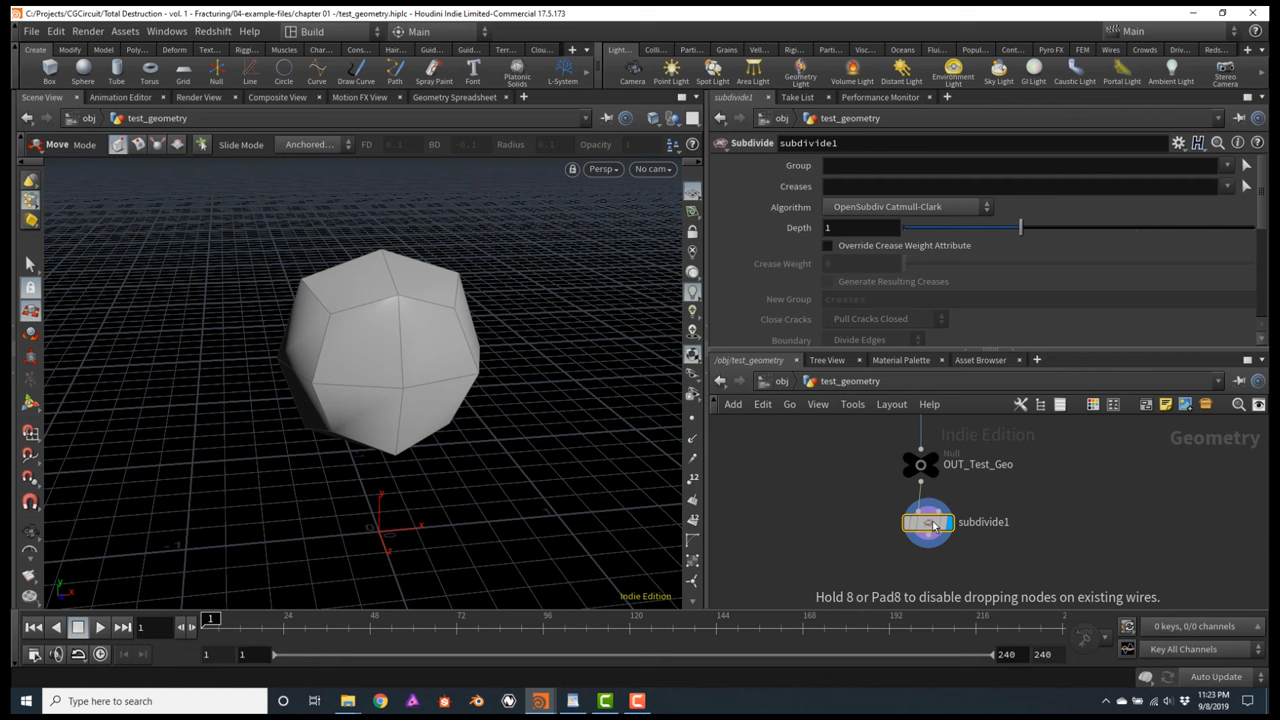 C:/Projects/CGCircuit/Total Destruction - vol. 1 - Fracturing/04-example-files/chapter 01 -/test_geometry.hiplc - Houdini Indie Limited-Commercial 17.5.173
File Edit Render Assets Windows Redshift Help Build Main Main
Create Modify Model Poly... Deform Text... Riggi... Muscles Char... Cons... Hair... Guid... Guid... Terr... Clou... Light... Colli... Parti... Grains Vell... Rigi... Parti... Visc... Oceans Flui... Popul... Cont... Pyro FX FEM Wires Crowds Driv... Reds...
Box Sphere Tube Torus Grid Null Line Circle Curve Draw Curve Path Spray Paint Font Platonic Solids L-System Camera Point Light Spot Light Area Light Geometry Light Volume Light Distant Light Environment Light Sky Light GI Light Caustic Light Portal Light Ambient Light Stereo Camera
Scene View Animation Editor Render View Composite View Motion FX View Geometry Spreadsheet
obj test_geometry
Move Slide Mode Anchored... FD 0.1 BD -0.1 Radius 0.1 Opacity 1
Persp No cam
Indie Edition
subdivide1 Take List Performance Monitor
obj test_geometry
Subdivide subdivide1
Group
Creases
Algorithm OpenSubdiv Catmull-Clark
Depth 1
Override Crease Weight Attribute
Crease Weight 0
Generate Resulting Creases
New Group creases
Close Cracks Pull Cracks Closed
Boundary Divide Edges
/obj/test_geometry Tree View Material Palette Asset Browser
obj test_geometry
Add Edit Go View Tools Layout Help
Indie Edition
Geometry
Null
OUT_Test_Geo
subdivide1
Hold 8 or Pad8 to disable dropping nodes on existing wires.
1 1 24 48 72 96 120 144 168 192 216 2
1 1 240 240
0 keys, 0/0 channels
Key All Channels
Auto Update
Type here to search
11:23 PM
9/8/2019